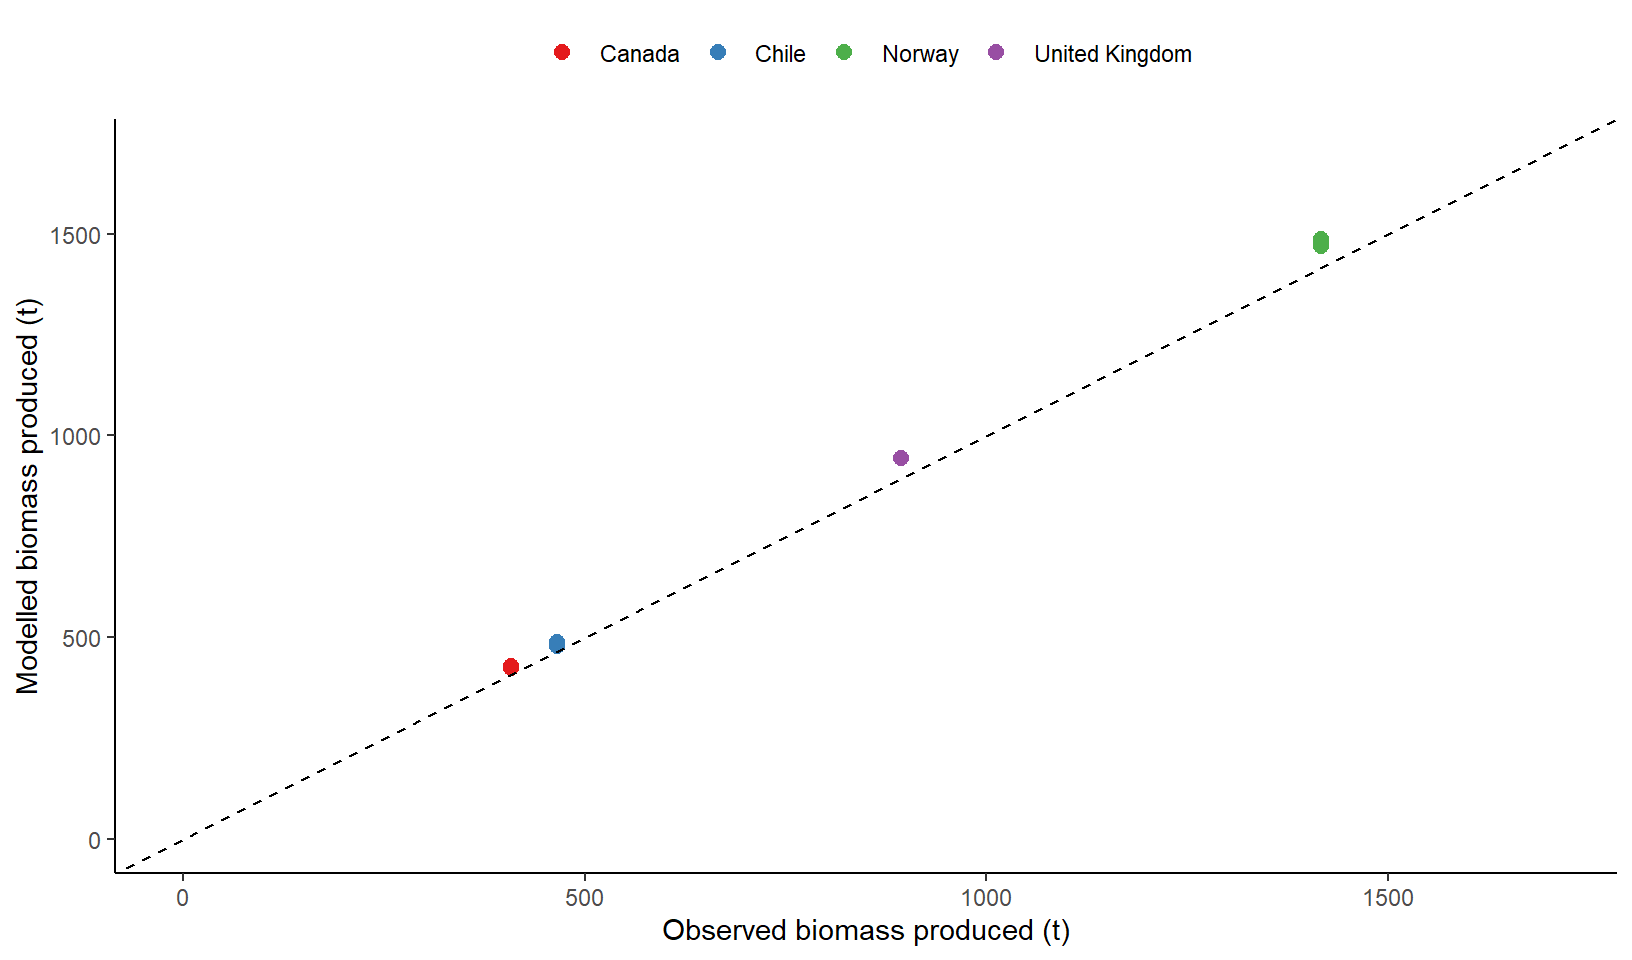 Canada Chile Norway United Kingdom
1500
1000
500
0
Modelled biomass produced (t)
0 500 1000 1500
Observed biomass produced (t)